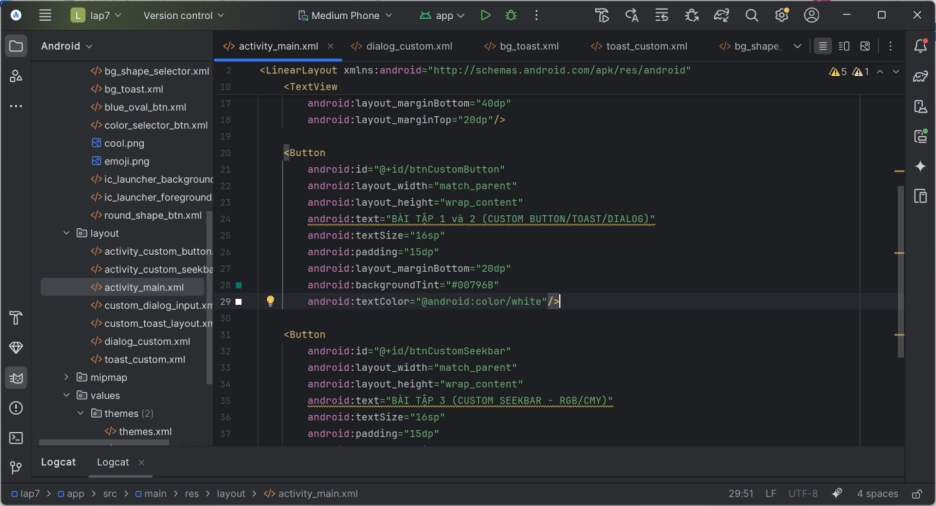 L lap7 Version control Medium Phone app
Android
activity_main.xml dialog_custom.xml bg_toast.xml toast_custom.xml bg_shape_
bg_shape_selector.xml
bg_toast.xml
blue_oval_btn.xml
color_selector_btn.xml
cool.png
emoji.png
ic_launcher_background
ic_launcher_foreground
round_shape_btn.xml
layout
activity_custom_button.
activity_custom_seekba
activity_main.xml
custom_dialog_input.xm
custom_toast_layout.xm
dialog_custom.xml
toast_custom.xml
mipmap
values
themes (2)
themes.xml
2 <LinearLayout xmlns:android="http://schemas.android.com/apk/res/android" 5 1
10 <TextView
17 android:layout_marginBottom="40dp"
18 android:layout_marginTop="20dp"/>
19
20 <Button
21 android:id="@+id/btnCustomButton"
22 android:layout_width="match_parent"
23 android:layout_height="wrap_content"
24 android:text="BÀI TẬP 1 và 2 (CUSTOM BUTTON/TOAST/DIALOG)"
25 android:textSize="16sp"
26 android:padding="15dp"
27 android:layout_marginBottom="20dp"
28 android:backgroundTint="#00796B"
29 android:textColor="@android:color/white"/>
30
31 <Button
32 android:id="@+id/btnCustomSeekbar"
33 android:layout_width="match_parent"
34 android:layout_height="wrap_content"
35 android:text="BÀI TẬP 3 (CUSTOM SEEKBAR - RGB/CMY)"
36 android:textSize="16sp"
37 android:padding="15dp"
Logcat Logcat
lap7 > app > src > main > res > layout > activity_main.xml 29:51 LF UTF-8 4 spaces